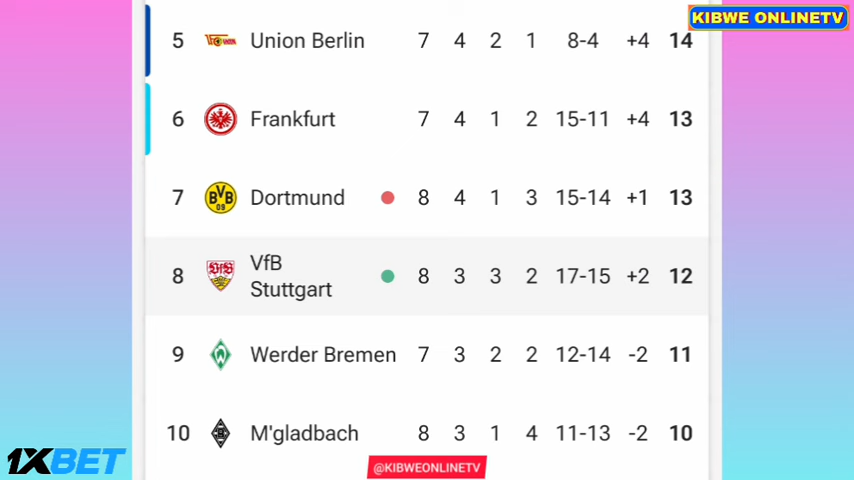 KIBWE ONLINETV
5 Union Berlin 7 4 2 1 8-4 +4 14
6 Frankfurt 7 4 1 2 15-11 +4 13
BVB 09
7 Dortmund 8 4 1 3 15-14 +1 13
VfB
8 VfB Stuttgart 8 3 3 2 17-15 +2 12
9 Werder Bremen 7 3 2 2 12-14 -2 11
10 M'gladbach 8 3 1 4 11-13 -2 10
1XBET
@KIBWEONLINETV